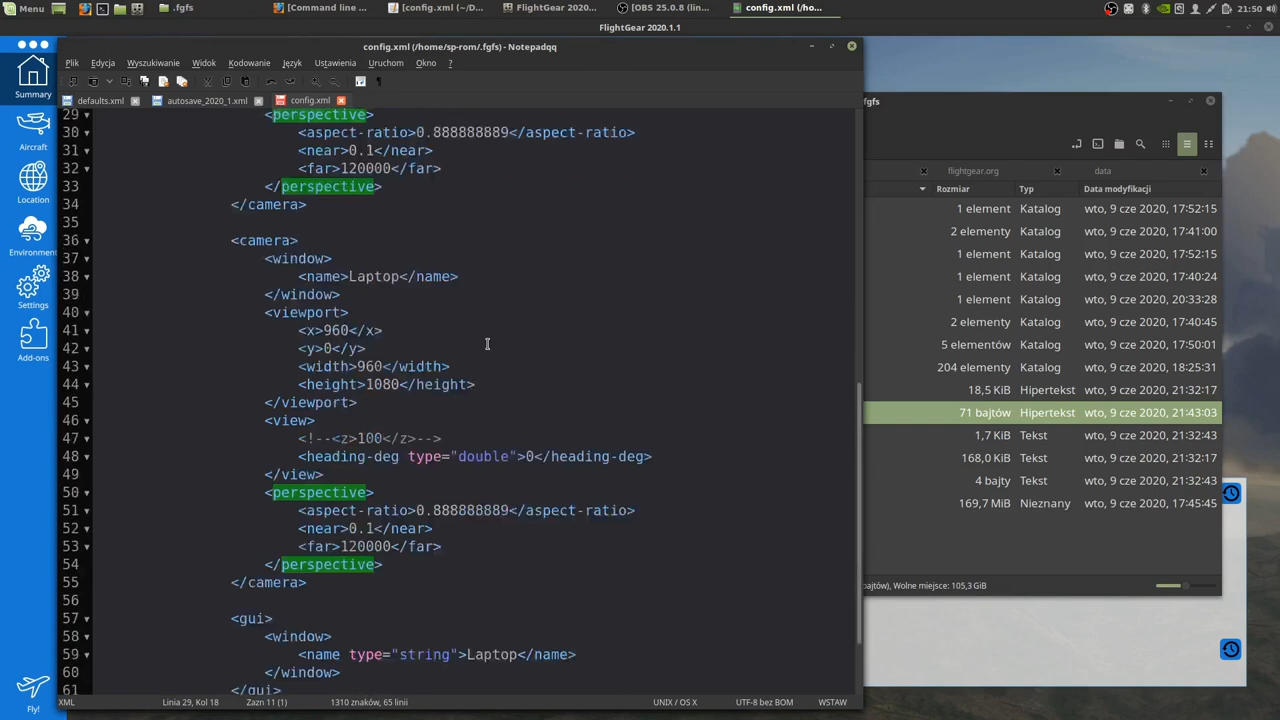 Menu
.fgfs
[Command line ...
[config.xml (~/D...
FlightGear 2020...
[OBS 25.0.8 (lin...
config.xml (/ho...
21:50
FlightGear 2020.1.1
config.xml (/home/sp-rom/.fgfs) - Notepadqq
Plik Edycja Wyszukiwanie Widok Kodowanie Język Ustawienia Uruchom Okno ?
defaults.xml autosave_2020_1.xml config.xml
29 <perspective>
30 <aspect-ratio>0.888888889</aspect-ratio>
31 <near>0.1</near>
32 <far>120000</far>
33 </perspective>
34 </camera>
35
36 <camera>
37 <window>
38 <name>Laptop</name>
39 </window>
40 <viewport>
41 <x>960</x>
42 <y>0</y>
43 <width>960</width>
44 <height>1080</height>
45 </viewport>
46 <view>
47 <!--<z>100</z>-->
48 <heading-deg type="double">0</heading-deg>
49 </view>
50 <perspective>
51 <aspect-ratio>0.888888889</aspect-ratio>
52 <near>0.1</near>
53 <far>120000</far>
54 </perspective>
55 </camera>
56
57 <gui>
58 <window>
59 <name type="string">Laptop</name>
60 </window>
61 </gui>
XML Linia 29, Kol 18 Zazn 11 (1) 1310 znaków, 65 linii UNIX / OS X UTF-8 bez BOM WSTAW
Summary
Aircraft
Location
Environment
Settings
Add-ons
Fly!
fgfs
flightgear.org data
Rozmiar Typ Data modyfikacji
1 element Katalog wto, 9 cze 2020, 17:52:15
2 elementy Katalog wto, 9 cze 2020, 17:41:00
1 element Katalog wto, 9 cze 2020, 17:52:15
1 element Katalog wto, 9 cze 2020, 17:40:24
1 element Katalog wto, 9 cze 2020, 20:33:28
2 elementy Katalog wto, 9 cze 2020, 17:40:45
5 elementów Katalog wto, 9 cze 2020, 17:50:01
204 elementy Katalog wto, 9 cze 2020, 18:25:31
18,5 KiB Hipertekst wto, 9 cze 2020, 21:32:17
71 bajtów Hipertekst wto, 9 cze 2020, 21:43:03
1,7 KiB Tekst wto, 9 cze 2020, 21:32:43
168,0 KiB Tekst wto, 9 cze 2020, 21:32:17
4 bajty Tekst wto, 9 cze 2020, 21:32:43
169,7 MiB Nieznany wto, 9 cze 2020, 17:45:45
bajtów), Wolne miejsce: 105,3 GiB